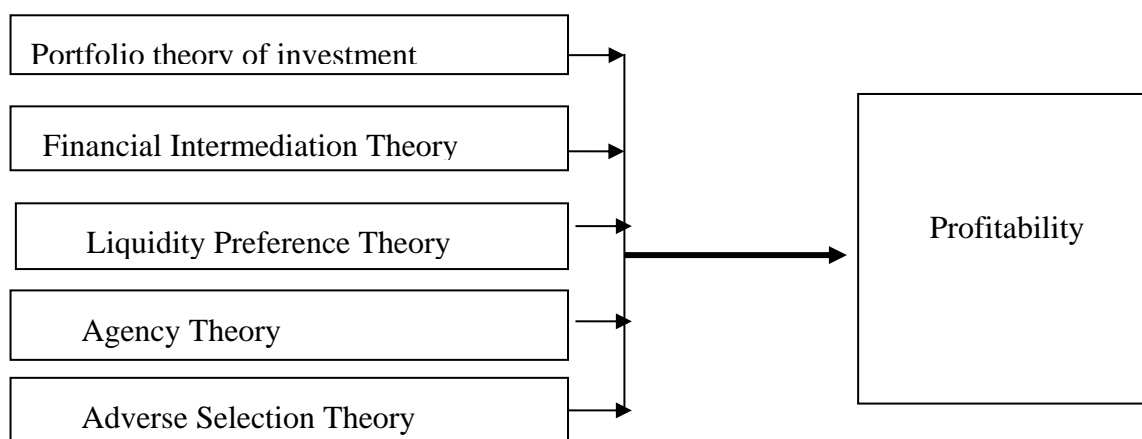 Portfolio theory of investment
Financial Intermediation Theory
Liquidity Preference Theory
Profitability
Agency Theory
Adverse Selection Theory